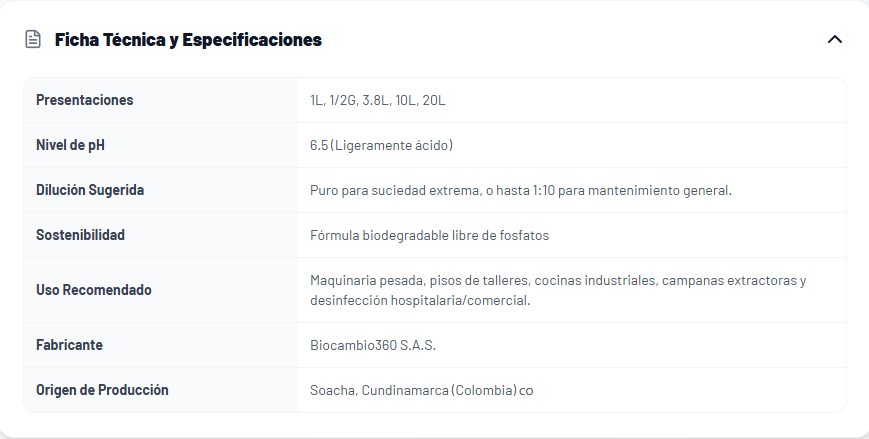 Ficha Técnica y Especificaciones
Presentaciones
1L, 1/2G, 3.8L, 10L, 20L
Nivel de pH
6.5 (Ligeramente ácido)
Dilución Sugerida
Puro para suciedad extrema, o hasta 1:10 para mantenimiento general.
Sostenibilidad
Fórmula biodegradable libre de fosfatos
Uso Recomendado
Maquinaria pesada, pisos de talleres, cocinas industriales, campanas extractoras y
desinfección hospitalaria/comercial.
Fabricante
Biocambio360 S.A.S.
Origen de Producción
Soacha, Cundinamarca (Colombia) co